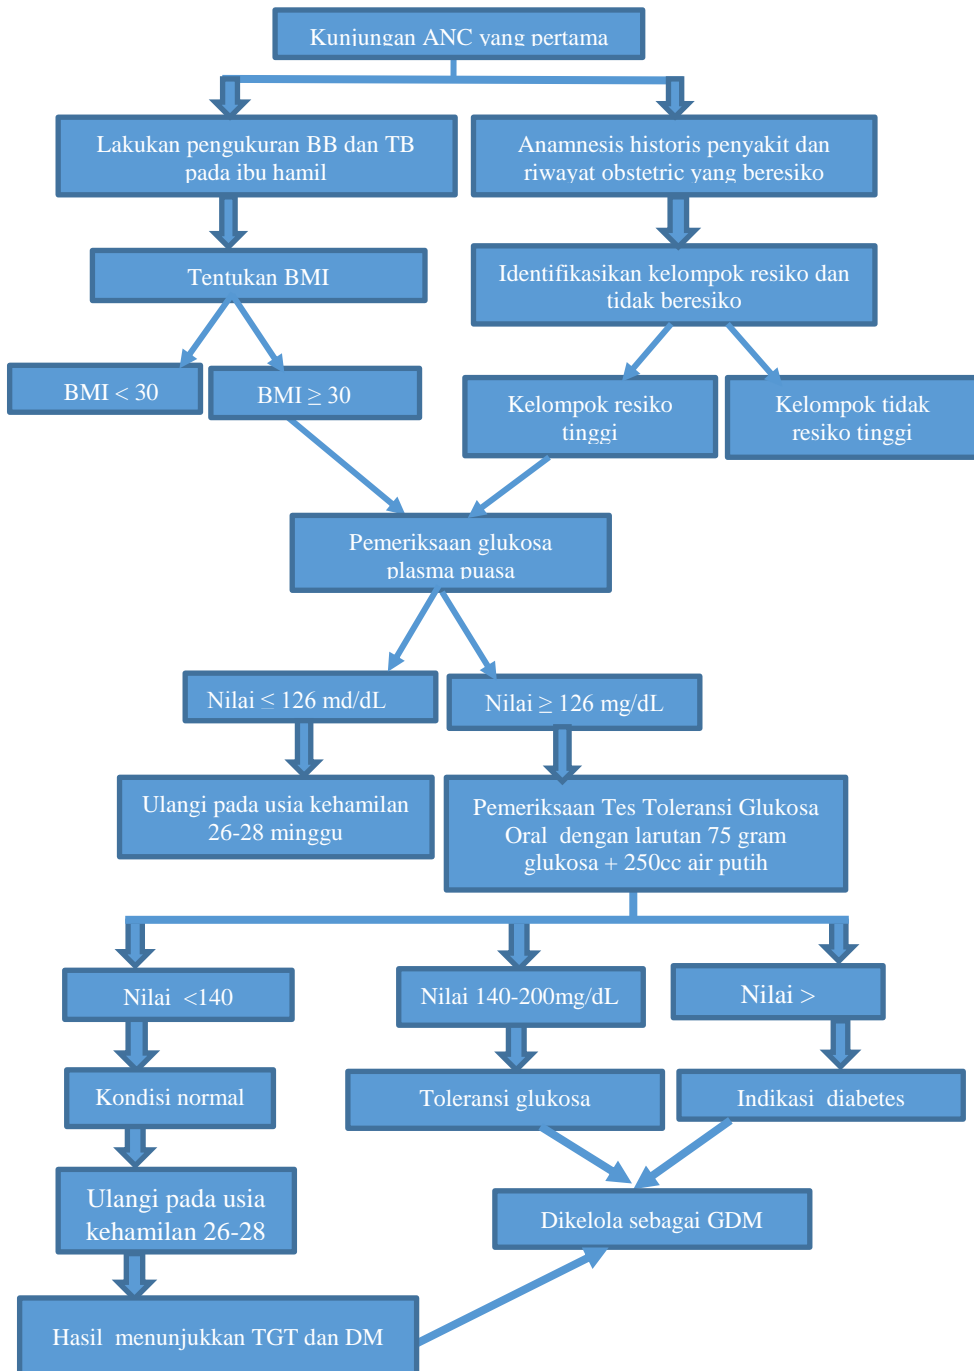 Kunjungan ANC yang pertama
Lakukan pengukuran BB dan TB
pada ibu hamil
Anamnesis historis penyakit dan
riwayat obstetric yang beresiko
Tentukan BMI
Identifikasikan kelompok resiko dan
tidak beresiko
BMI < 30
BMI ≥ 30
Kelompok resiko
tinggi
Kelompok tidak
resiko tinggi
Pemeriksaan glukosa
plasma puasa
Nilai ≤ 126 md/dL
Nilai ≥ 126 mg/dL
Ulangi pada usia kehamilan
26-28 minggu
Pemeriksaan Tes Toleransi Glukosa
Oral dengan larutan 75 gram
glukosa + 250cc air putih
Nilai <140
Nilai 140-200mg/dL
Nilai >
Kondisi normal
Toleransi glukosa
Indikasi diabetes
Ulangi pada usia
kehamilan 26-28
Dikelola sebagai GDM
Hasil menunjukkan TGT dan DM